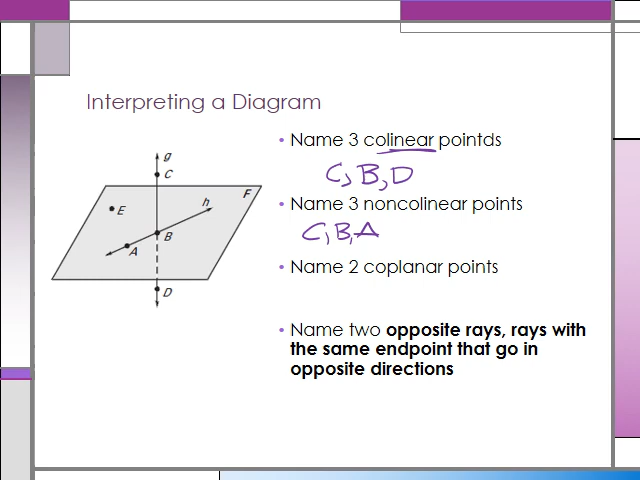 Interpreting a Diagram
• Name 3 colinear pointds
C, B, D
• Name 3 noncolinear points
C, B, A
• Name 2 coplanar points
• Name two opposite rays, rays with
the same endpoint that go in
opposite directions
g
C
F
E
h
B
A
D